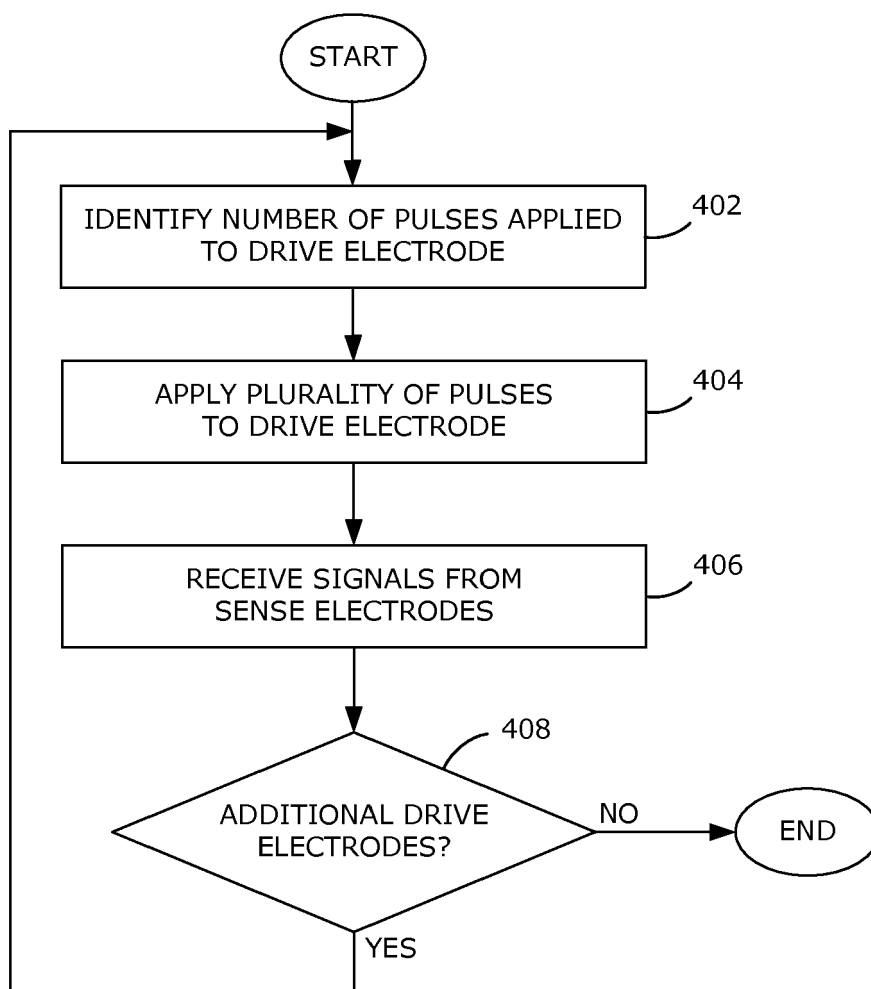 START
IDENTIFY NUMBER OF PULSES APPLIED
TO DRIVE ELECTRODE
402
APPLY PLURALITY OF PULSES
TO DRIVE ELECTRODE
404
RECEIVE SIGNALS FROM
SENSE ELECTRODES
406
408
ADDITIONAL DRIVE
ELECTRODES?
NO
END
YES